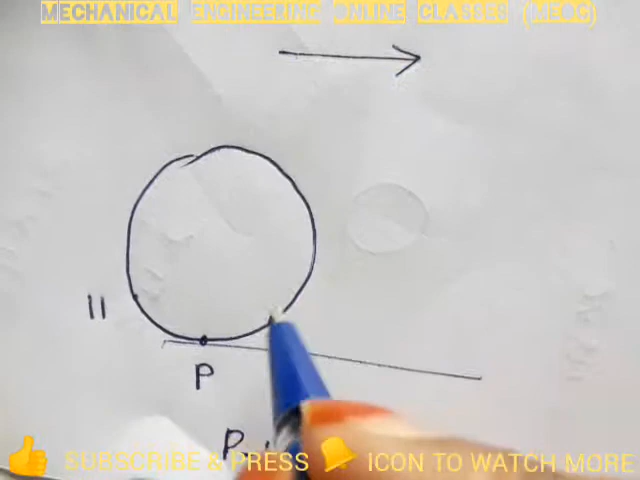 MECHANICAL ENGINEERING ONLINE CLASSES (MEOC)
11
P
P
SUBSCRIBE & PRESS ICON TO WATCH MORE